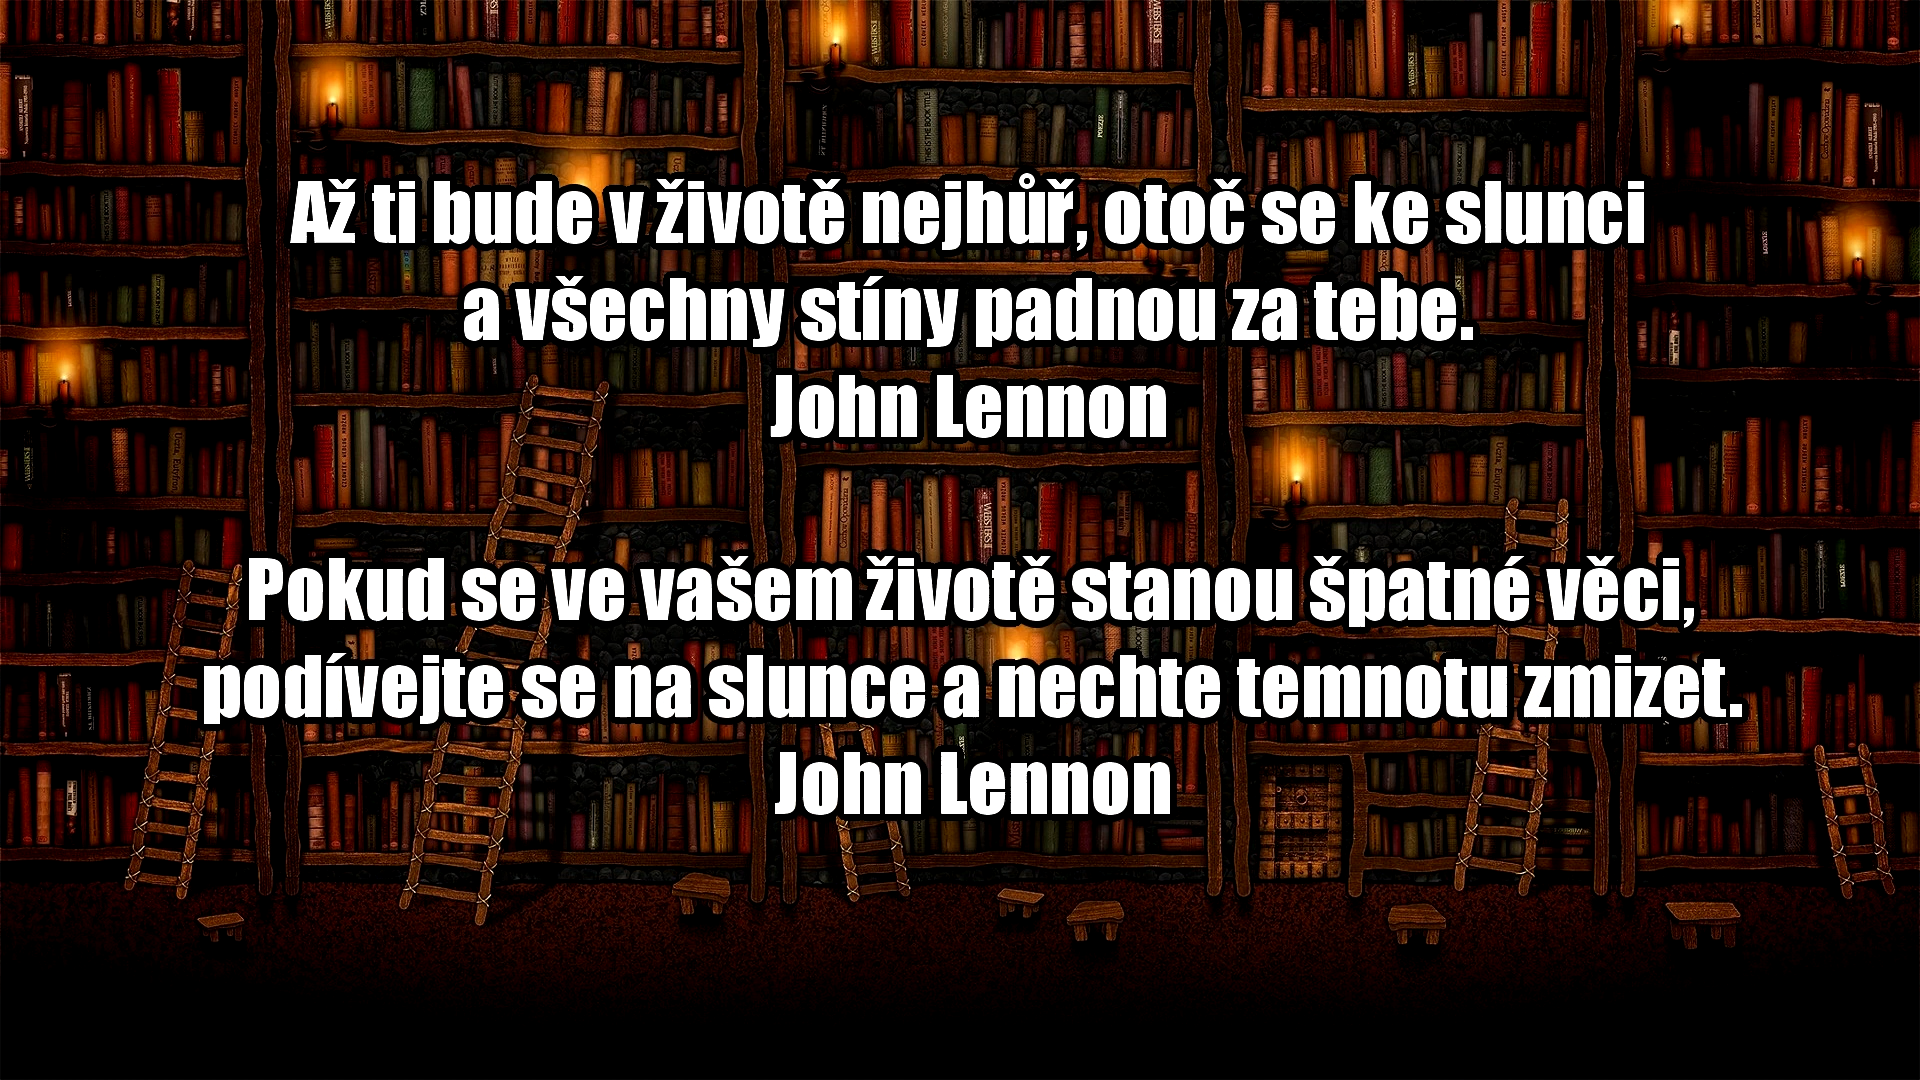 Až ti bude v životě nejhůř, otoč se ke slunci
a všechny stíny padnou za tebe.
John Lennon
Pokud se ve vašem životě stanou špatné věci,
podívejte se na slunce a nechte temnotu zmizet.
John Lennon